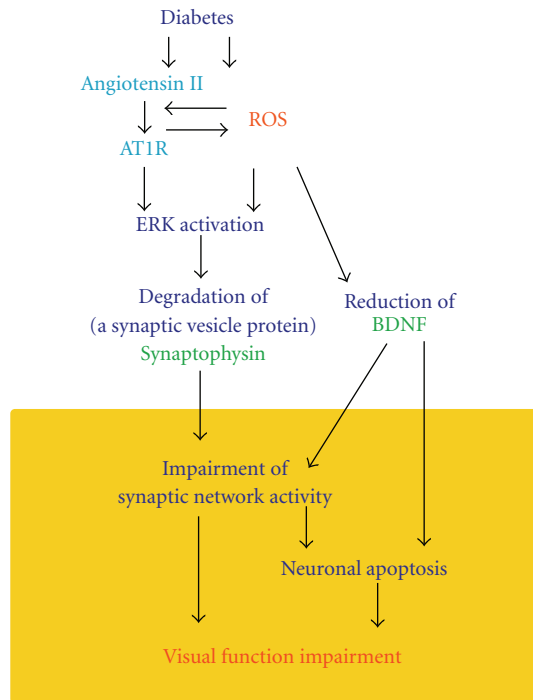 Diabetes
Angiotensin II
ROS
AT1R
ERK activation
Degradation of
(a synaptic vesicle protein)
Synaptophysin
Reduction of
BDNF
Impairment of
synaptic network activity
Neuronal apoptosis
Visual function impairment